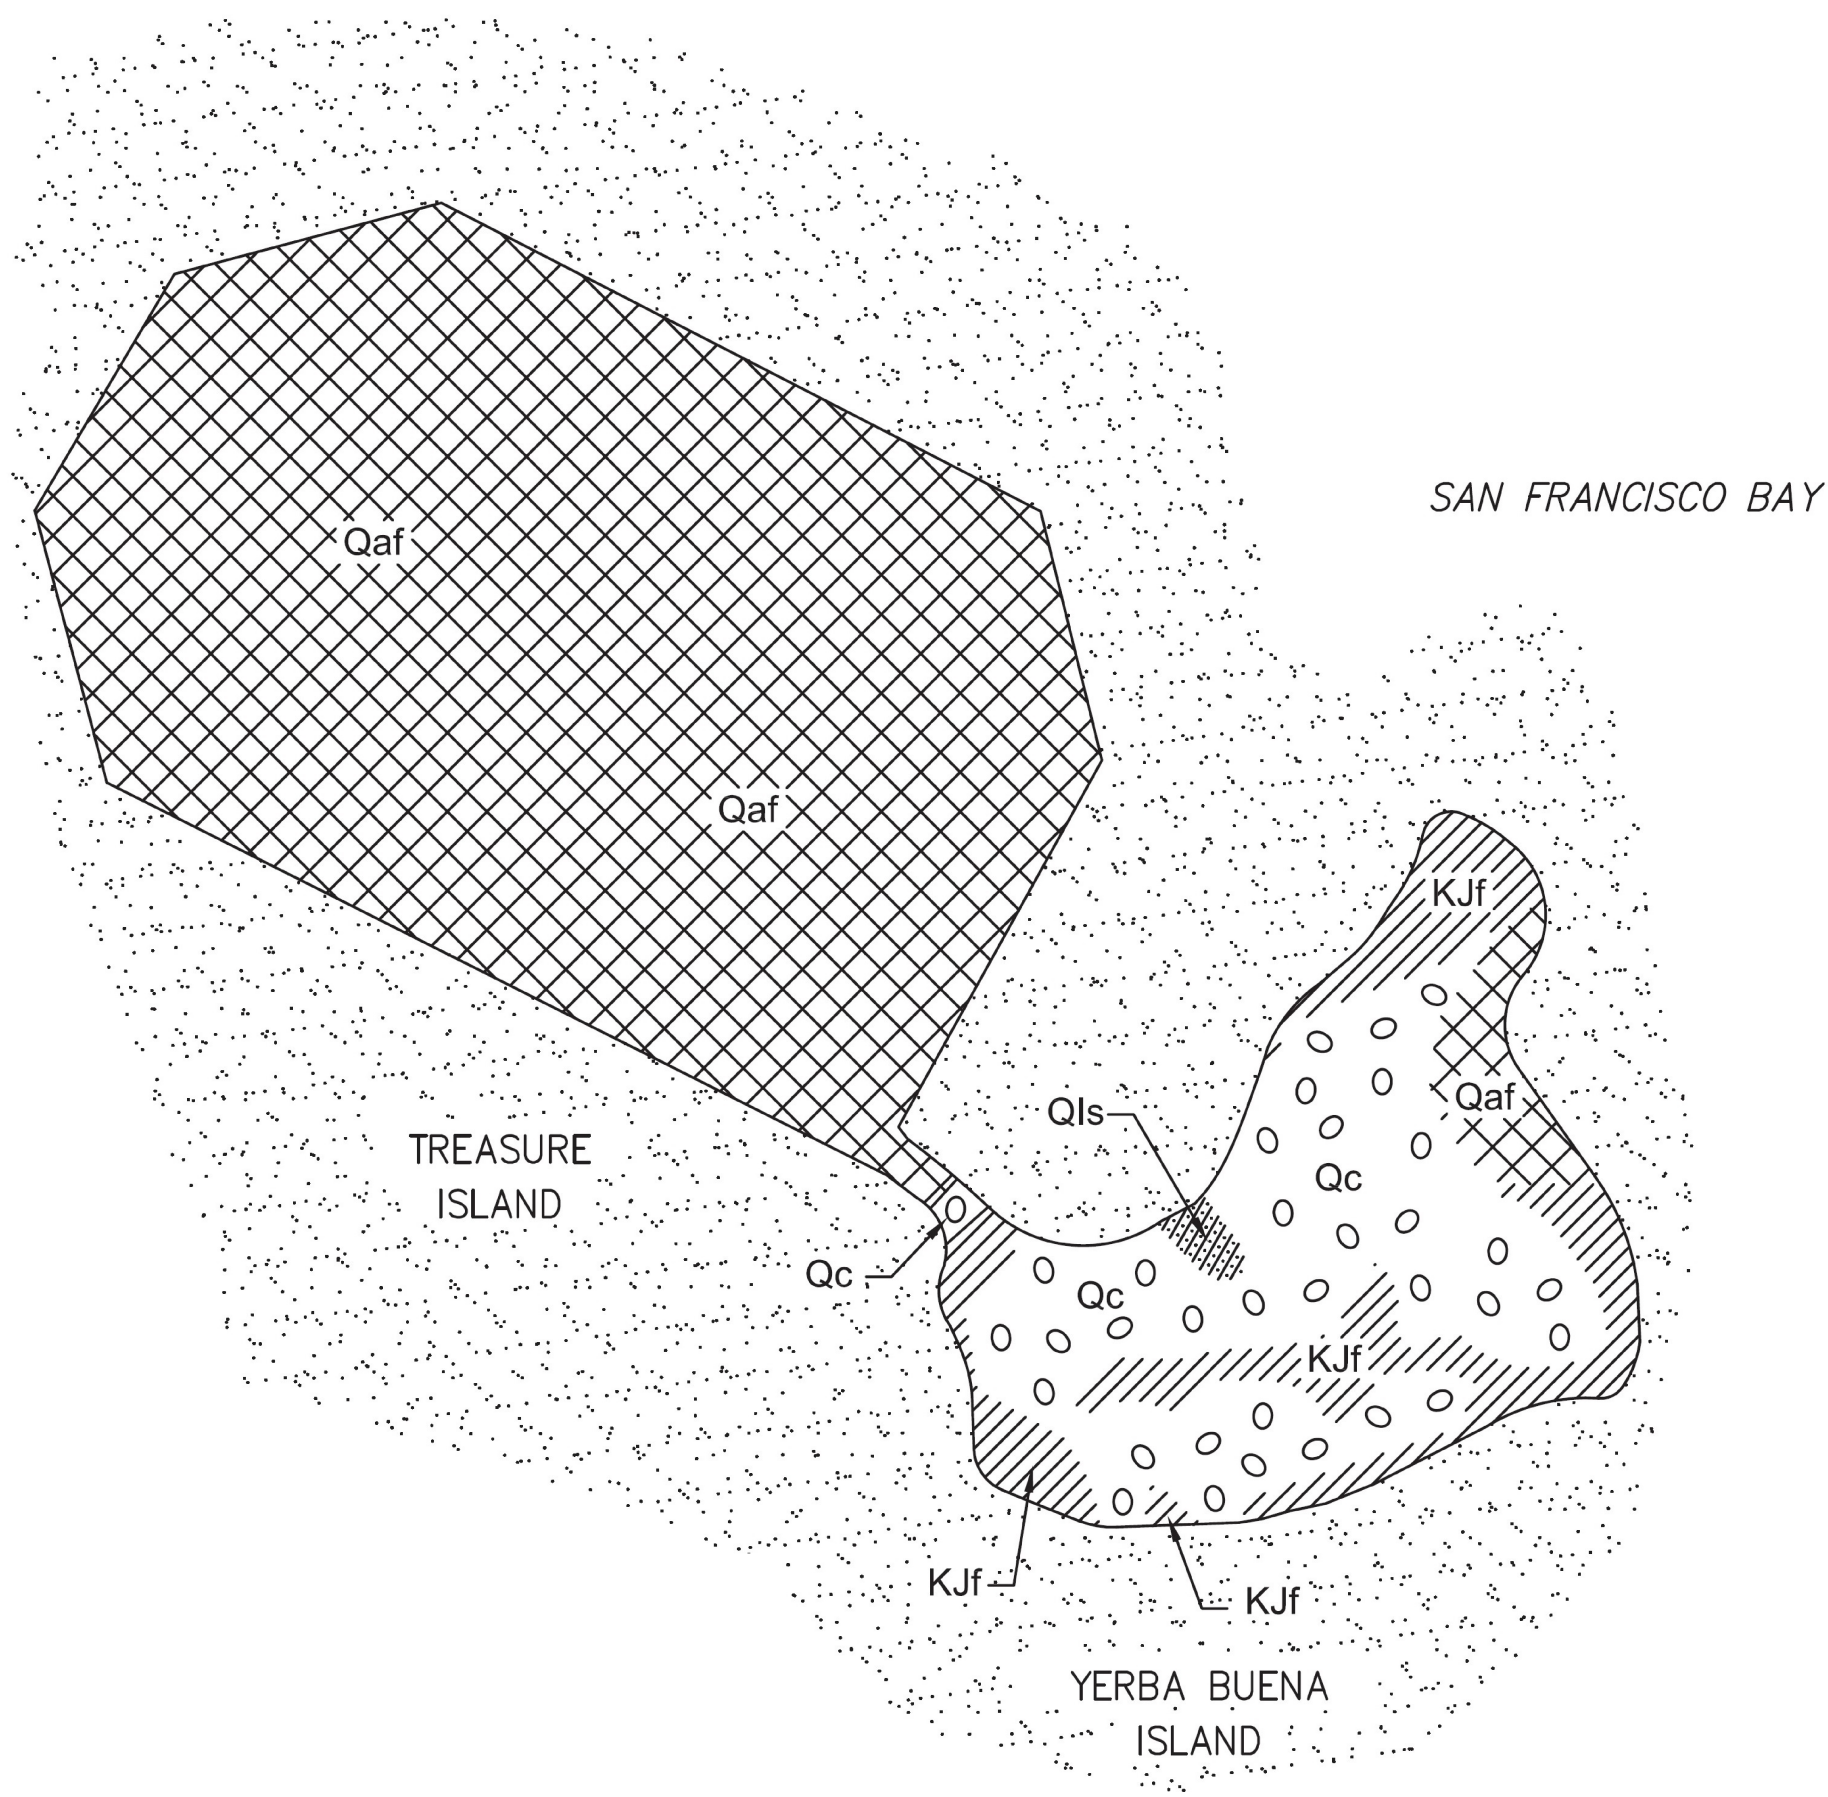 SAN FRANCISCO BAY
Qaf
Qaf
KJf
Qaf
Qls
Qc
Qc
Qc
KJf
KJf
KJf
TREASURE
ISLAND
YERBA BUENA
ISLAND